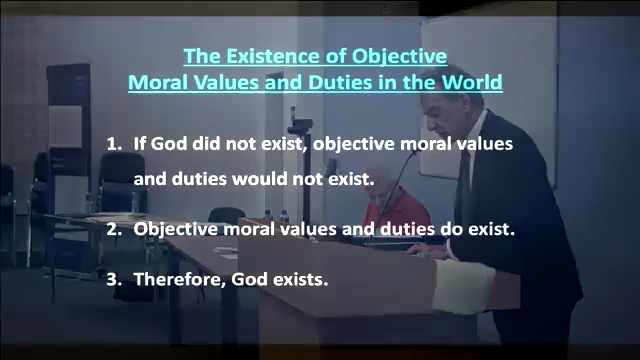 The Existence of Objective
Moral Values and Duties in the World
1. If God did not exist, objective moral values
and duties would not exist.
2. Objective moral values and duties do exist.
3. Therefore, God exists.